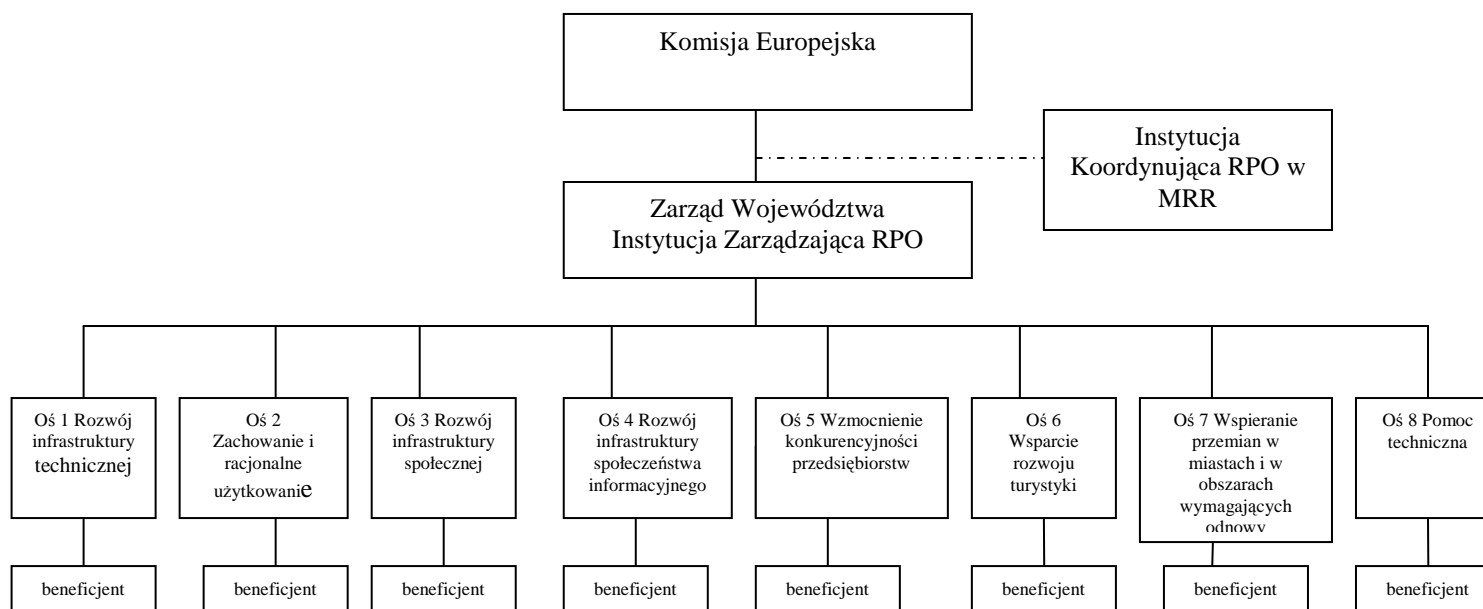 Komisja Europejska
Instytucja
Koordynująca RPO w
MRR
Zarząd Województwa
Instytucja Zarządzająca RPO
Oś 1 Rozwój
infrastruktury
technicznej
Oś 2
Zachowanie i
racjonalne
użytkowanie
Oś 3 Rozwój
infrastruktury
społecznej
Oś 4 Rozwój
infrastruktury
społeczeństwa
informacyjnego
Oś 5 Wzmocnienie
konkurencyjności
przedsiębiorstw
Oś 6
Wsparcie
rozwoju
turystyki
Oś 7 Wspieranie
przemian w
miastach i w
obszarach
wymagających
odnowy
Oś 8 Pomoc
techniczna
beneficjent
beneficjent
beneficjent
beneficjent
beneficjent
beneficjent
beneficjent
beneficjent